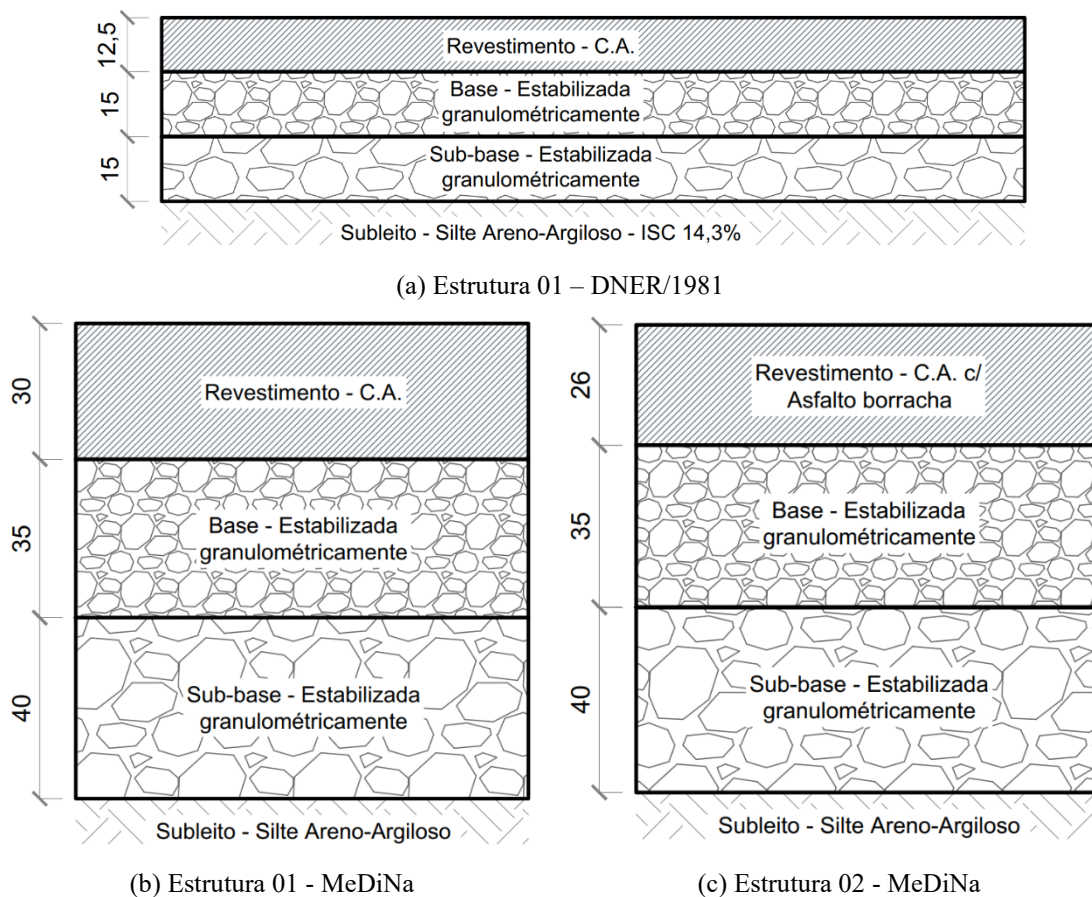 12,5
Revestimento - C.A.
15
Base - Estabilizada
granulométricamente
15
Sub-base - Estabilizada
granulométricamente
Subleito - Silte Areno-Argiloso - ISC 14,3%
(a) Estrutura 01 – DNER/1981
30
Revestimento - C.A.
35
Base - Estabilizada
granulométricamente
40
Sub-base - Estabilizada
granulométricamente
Subleito - Silte Areno-Argiloso
(b) Estrutura 01 - MeDiNa
26
Revestimento - C.A. c/
Asfalto borracha
35
Base - Estabilizada
granulométricamente
40
Sub-base - Estabilizada
granulométricamente
Subleito - Silte Areno-Argiloso
(c) Estrutura 02 - MeDiNa